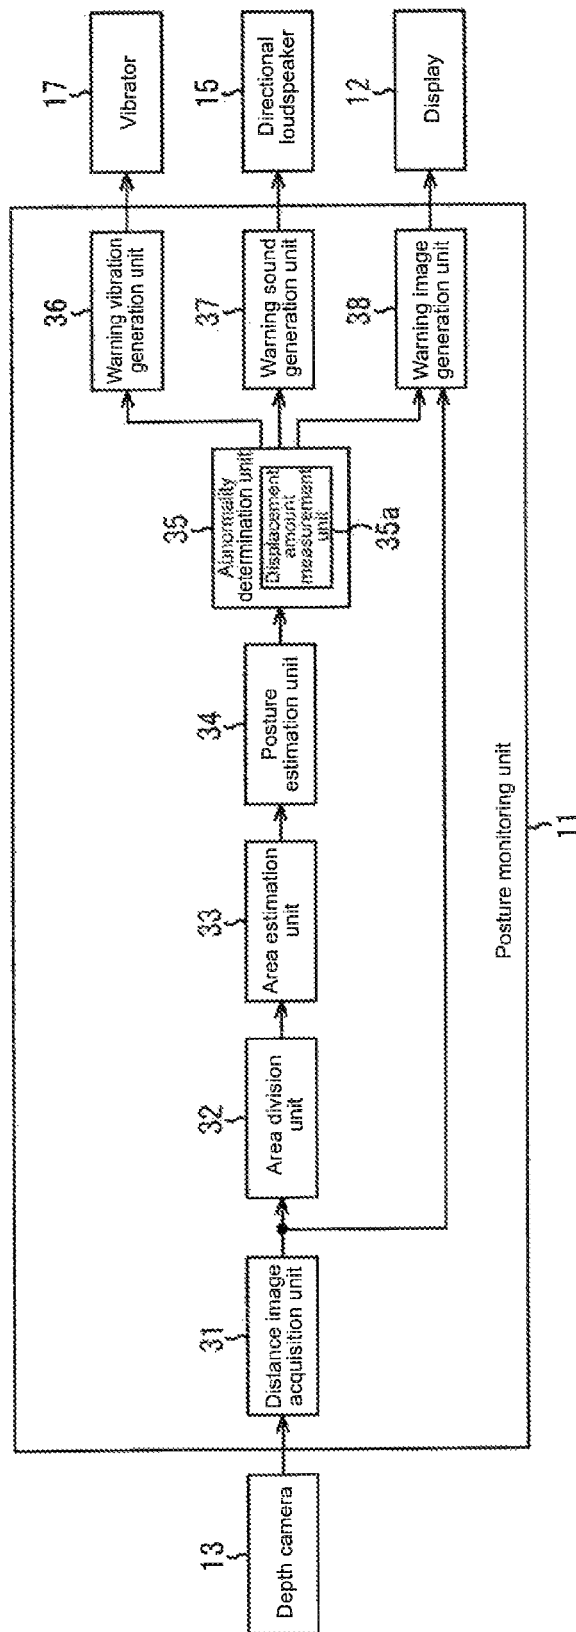 13
Depth camera
31
Distance image
acquisition unit
32
Area division
unit
33
Area estimation
unit
34
Posture
estimation unit
35
Abnormality
determination unit
Displacement
amount
measurement
unit
35a
36
Warning vibration
generation unit
37
Warning sound
generation unit
38
Warning image
generation unit
17
Vibrator
15
Directional
loudspeaker
12
Display
Posture monitoring unit
11